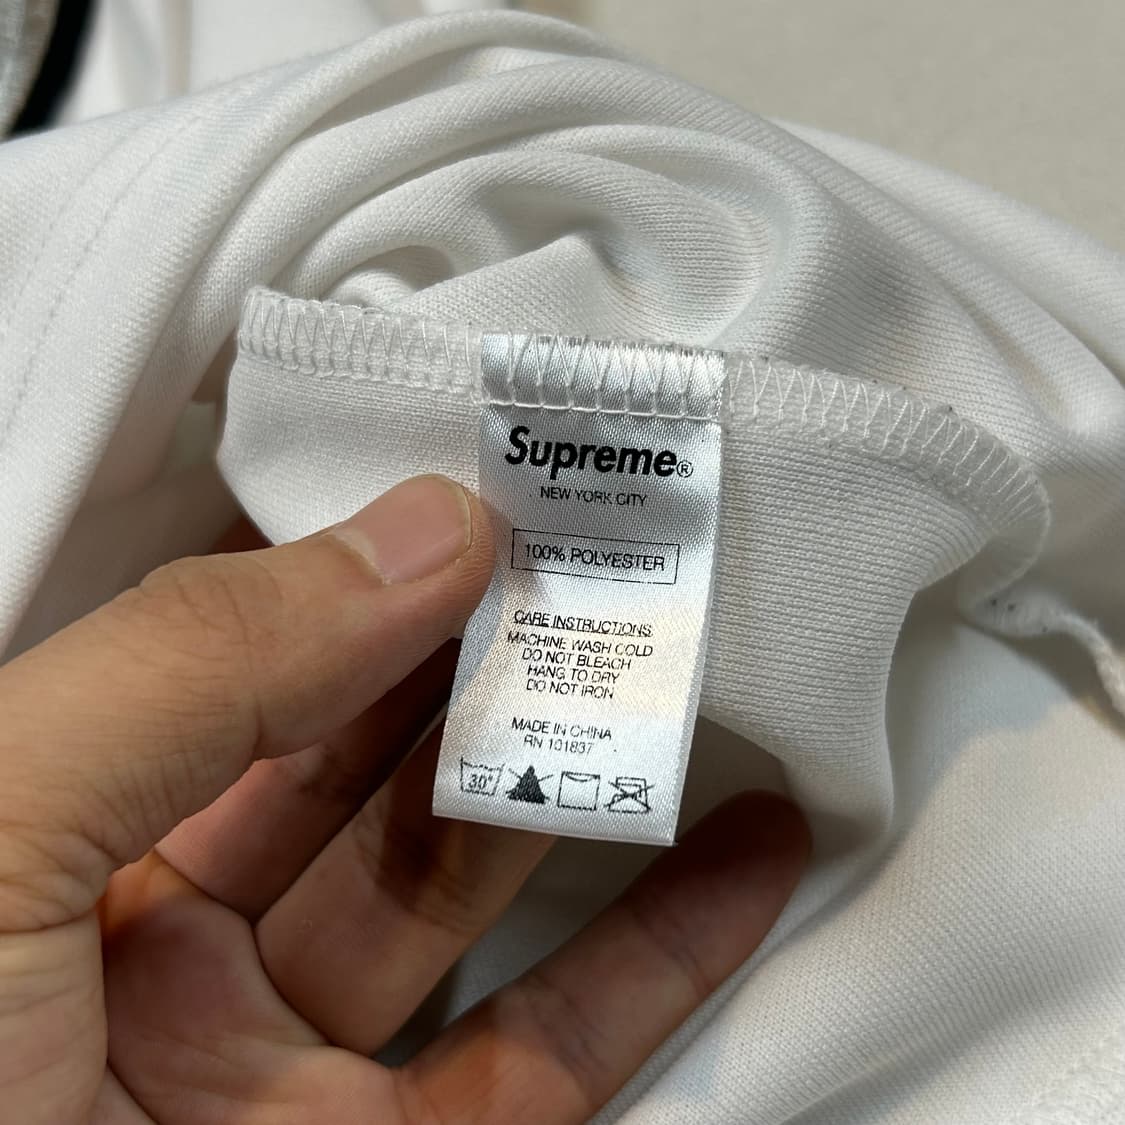 Supreme®
NEW YORK CITY
100% POLYESTER
CARE INSTRUCTIONS
MACHINE WASH COLD
DO NOT BLEACH
HANG TO DRY
DO NOT IRON
MADE IN CHINA
RN 101837
30°